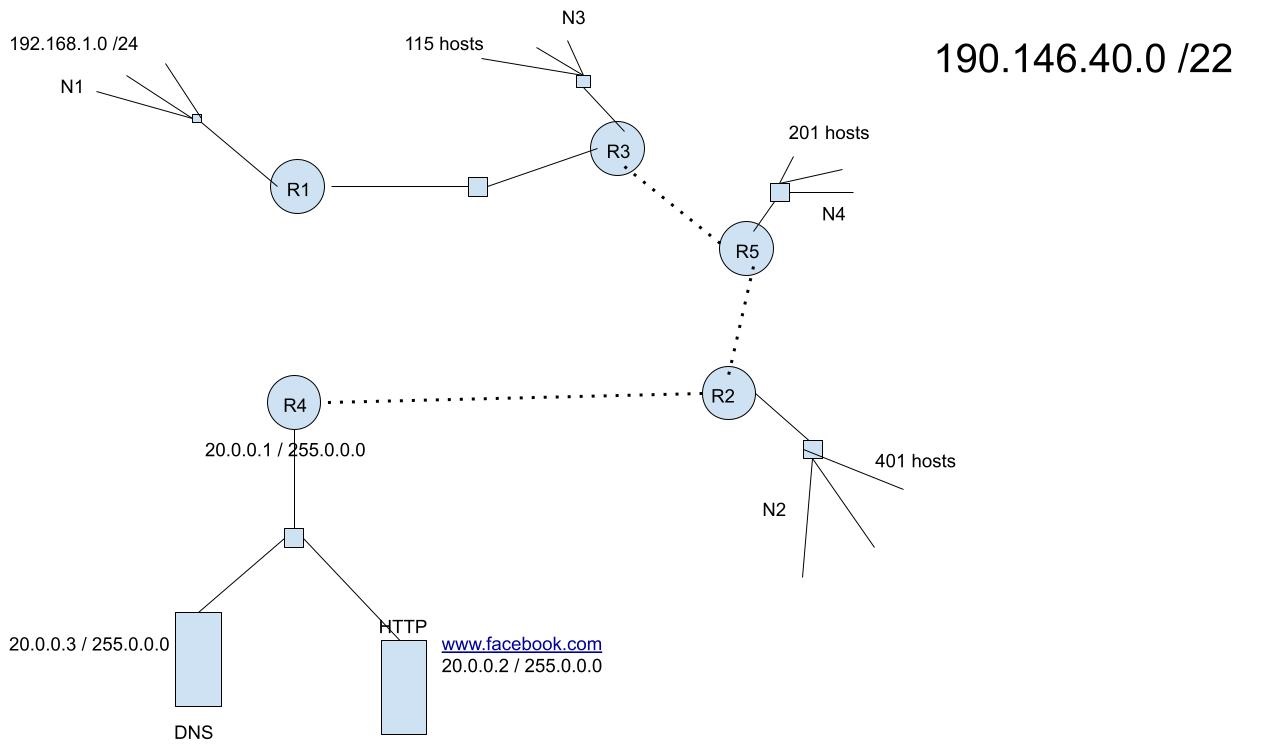 N3
192.168.1.0 /24
115 hosts
190.146.40.0 /22
N1
201 hosts
R3
R1
N4
R5
R2
R4
20.0.0.1 / 255.0.0.0
401 hosts
N2
HTTP
20.0.0.3 / 255.0.0.0
www.facebook.com
20.0.0.2 / 255.0.0.0
DNS